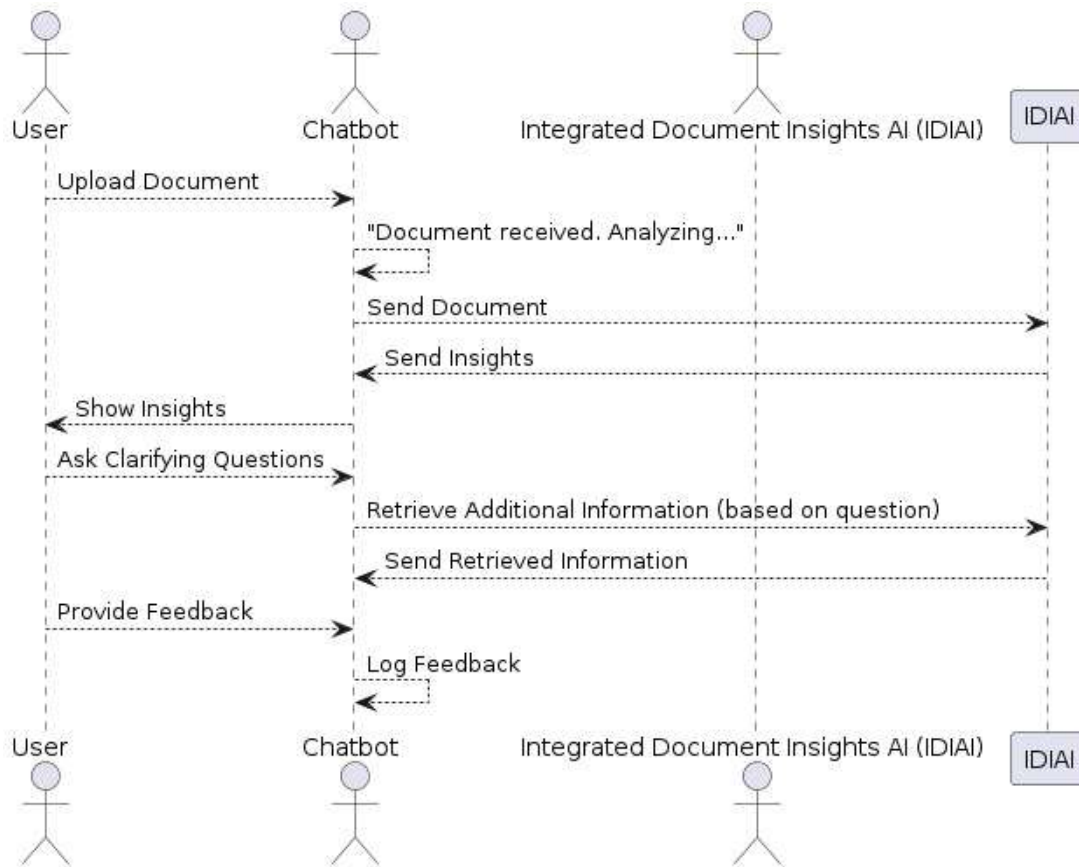 User
Chatbot
Integrated Document Insights AI (IDIAI)
IDIAI
Upload Document
"Document received. Analyzing..."
Send Document
Send Insights
Show Insights
Ask Clarifying Questions
Retrieve Additional Information (based on question)
Send Retrieved Information
Provide Feedback
Log Feedback
User
Chatbot
Integrated Document Insights AI (IDIAI)
IDIAI